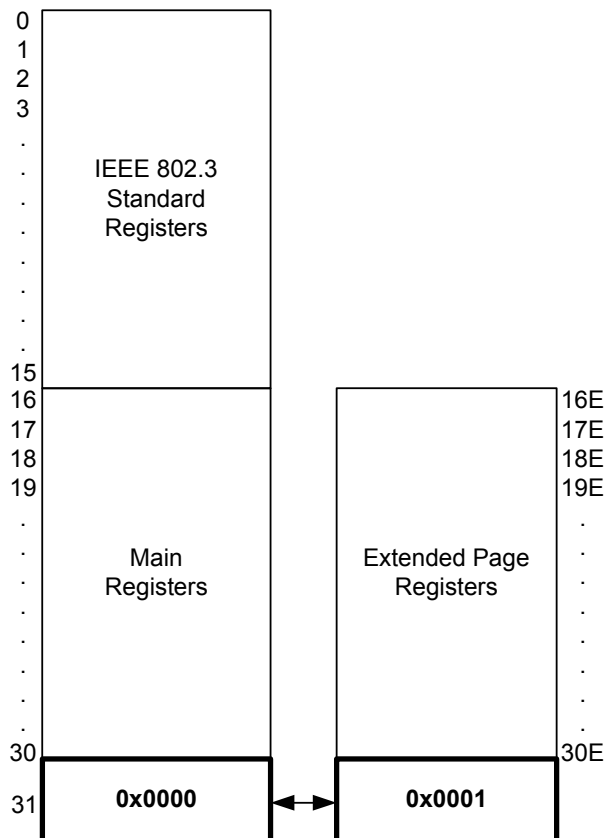 0
1
2
3
.
.
.
.
.
.
.
.
15
IEEE 802.3
Standard
Registers
16
17
18
19
.
.
.
.
.
.
.
.
30
Main
Registers
Extended Page
Registers
16E
17E
18E
19E
.
.
.
.
.
.
.
.
30E
31
0x0000
0x0001